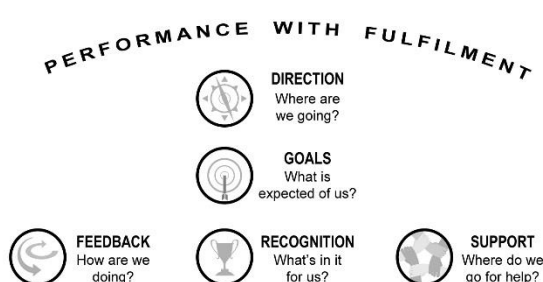 PERFORMANCE WITH FULFILMENT
DIRECTION
Where are
we going?
GOALS
What is
expected of us?
FEEDBACK
How are we
doing?
RECOGNITION
What's in it
for us?
SUPPORT
Where do we
go for help?